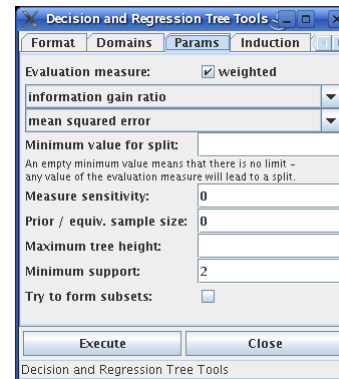 Decision and Regression Tree Tools
Format Domains Params Induction
Evaluation measure: weighted
information gain ratio
mean squared error
Minimum value for split:
An empty minimum value means that there is no limit –
any value of the evaluation measure will lead to a split.
Measure sensitivity: 0
Prior / equiv. sample size: 0
Maximum tree height:
Minimum support: 2
Try to form subsets:
Execute Close
Decision and Regression Tree Tools